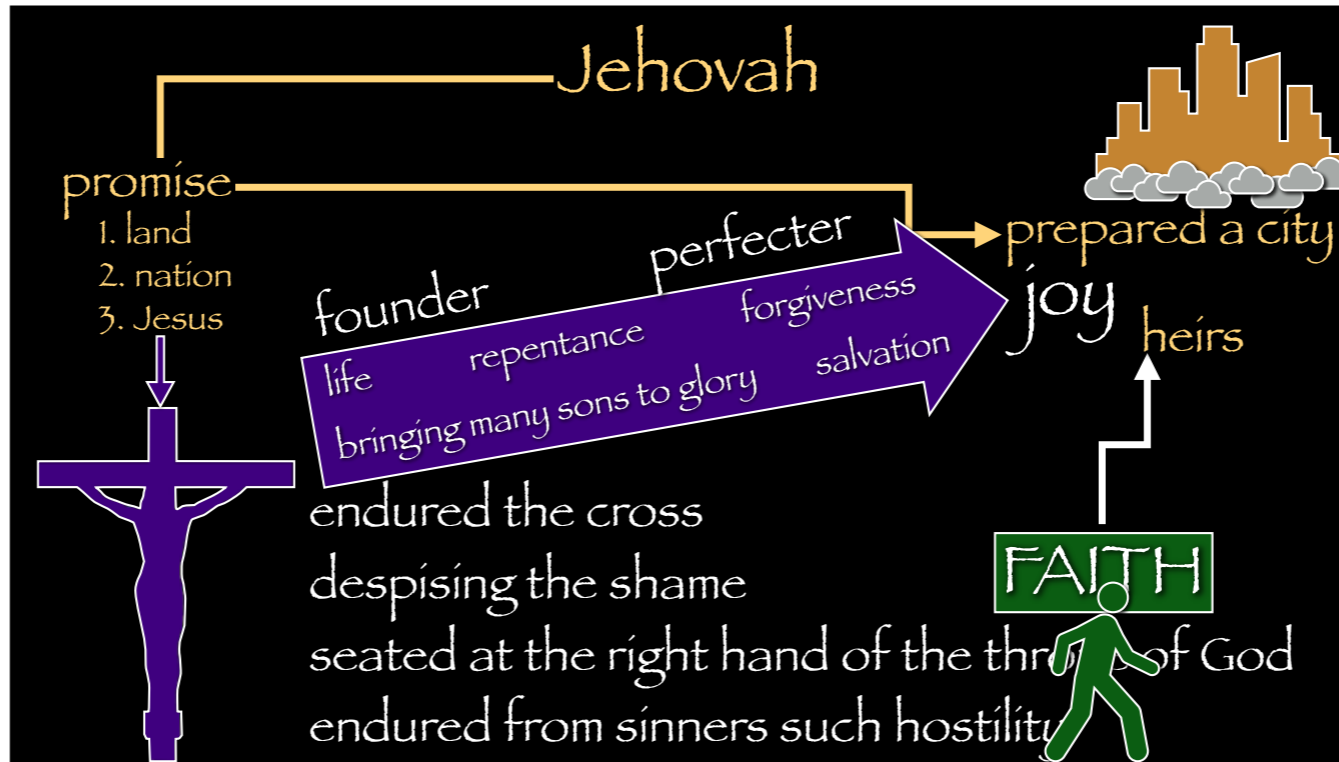 Jehovah
promise
1. land
2. nation
3. Jesus
prepared a city
joy
heirs
founder
perfecter
life
repentance
forgiveness
bringing many sons to glory
salvation
endured the cross
despising the shame
FAITH
seated at the right hand of the throne of God
endured from sinners such hostility